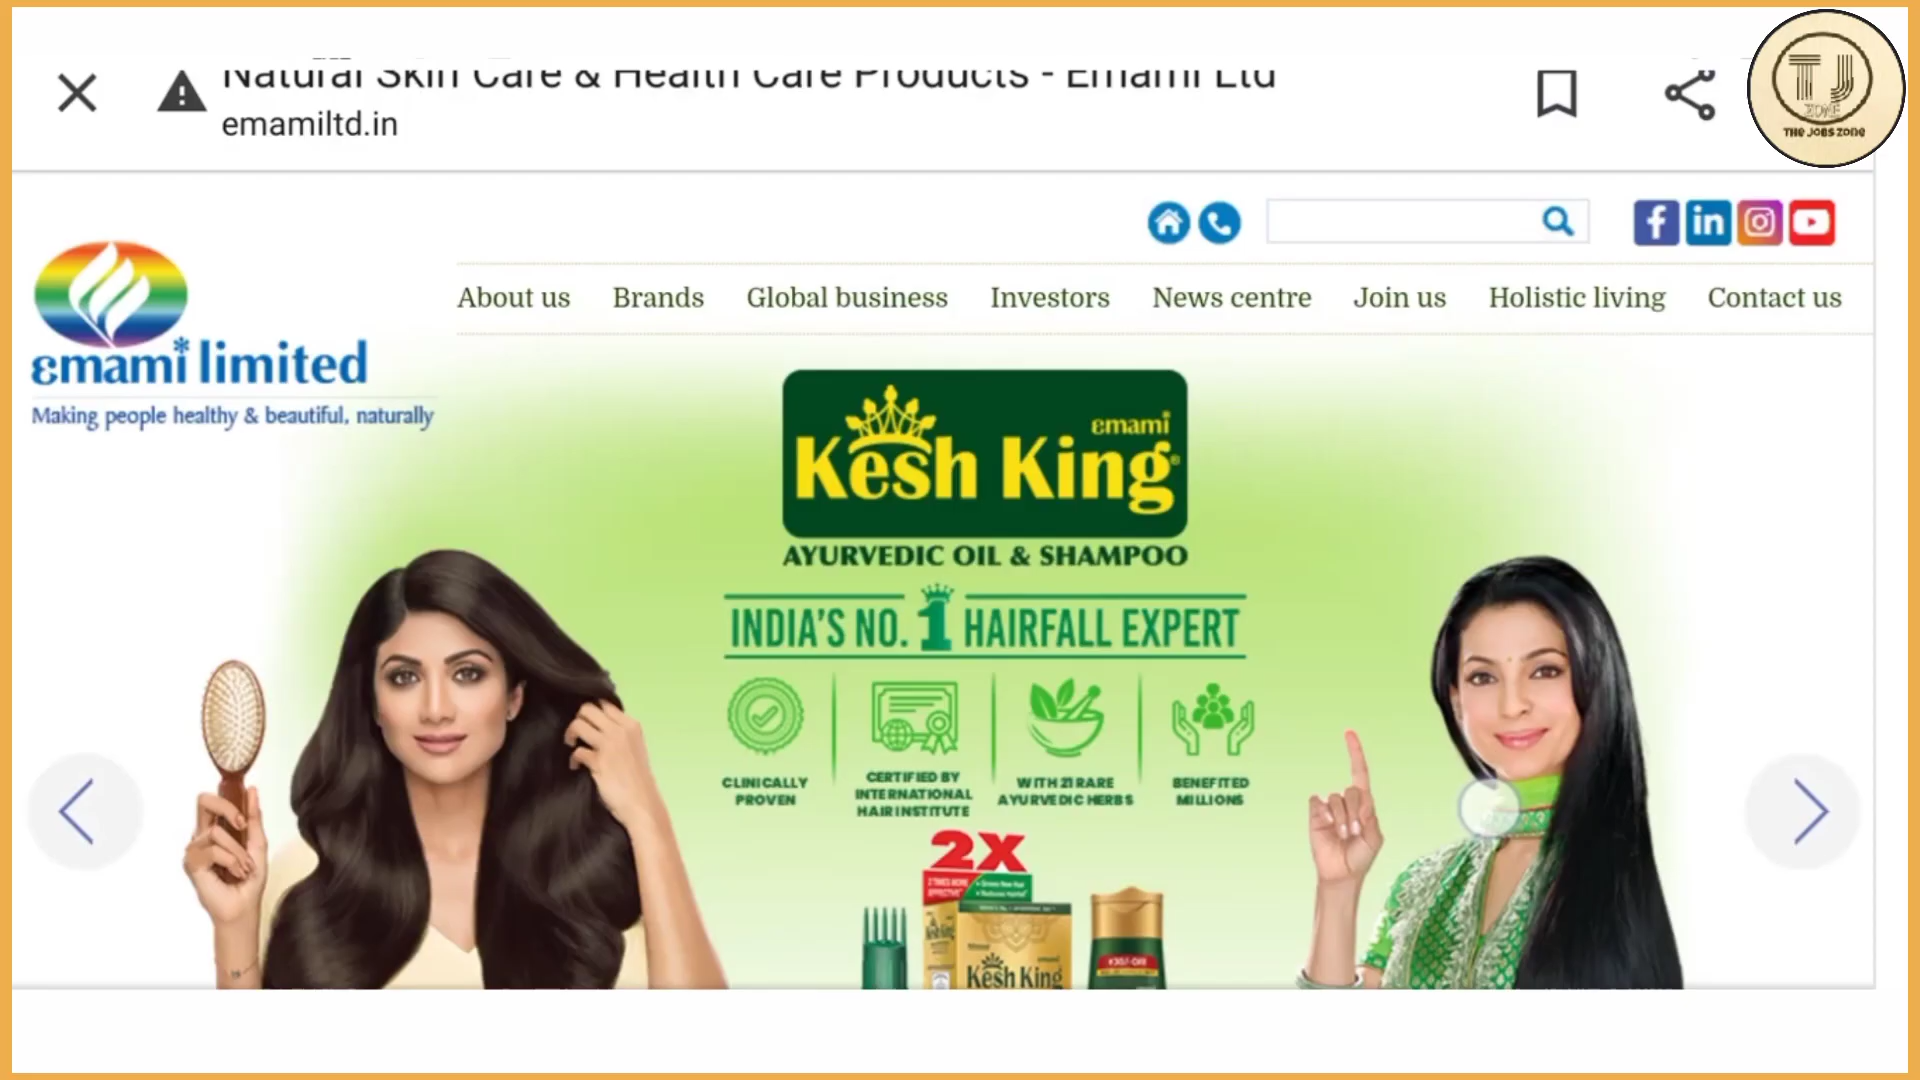 Natural Skin Care & Health Care Products - Emami Ltd
emamiltd.in
TJ
ZONE
THE JOBS ZONE
About us Brands Global business Investors News centre Join us Holistic living Contact us
emami limited
Making people healthy & beautiful, naturally
emami
Kesh King
AYURVEDIC OIL & SHAMPOO
INDIA'S NO. 1 HAIRFALL EXPERT
CLINICALLY
PROVEN
CERTIFIED BY
INTERNATIONAL
HAIR INSTITUTE
WITH 21 RARE
AYURVEDIC HERBS
BENEFITED
MILLIONS
2X
Kesh King